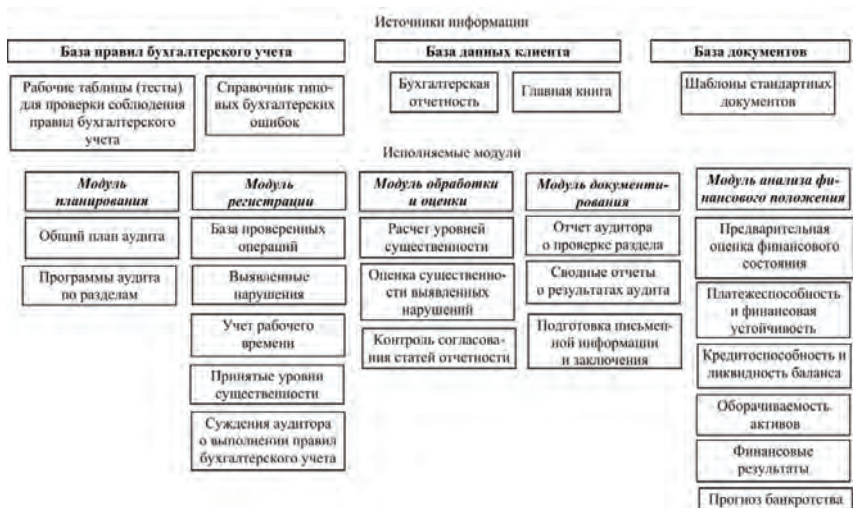 Источники информации
База правил бухгалтерского учета
База данных клиента
База документов
Рабочие таблицы (тесты)
для проверки соблюдения
правил бухгалтерского
учета
Справочник типо-
вых бухгалтерских
ошибок
Бухгалтерская
отчетность
Главная книга
Шаблоны стандартных
документов
Исполняемые модули
Модуль
планирования
Общий план аудита
Программы аудита
по разделам
Модуль
регистрации
База проверенных
операций
Выявленные
нарушения
Учет рабочего
времени
Принятые уровни
существенности
Суждения аудитора
о выполнении правил
бухгалтерского учета
Модуль обработки
и оценки
Расчет уровней
существенности
Оценка существенно-
сти выявленных
нарушений
Контроль согласова-
ния статей отчетности
Модуль документи-
рования
Отчет аудитора
о проверке раздела
Сводные отчеты
о результатах аудита
Подготовка письмен-
ной информации
и заключения
Модуль анализа фи-
нансового положения
Предварительная
оценка финансового
состояния
Платежеспособность
и финансовая
устойчивость
Кредитоспособность и
ликвидность баланса
Оборачиваемость
активов
Финансовые
результаты
Прогноз банкротства